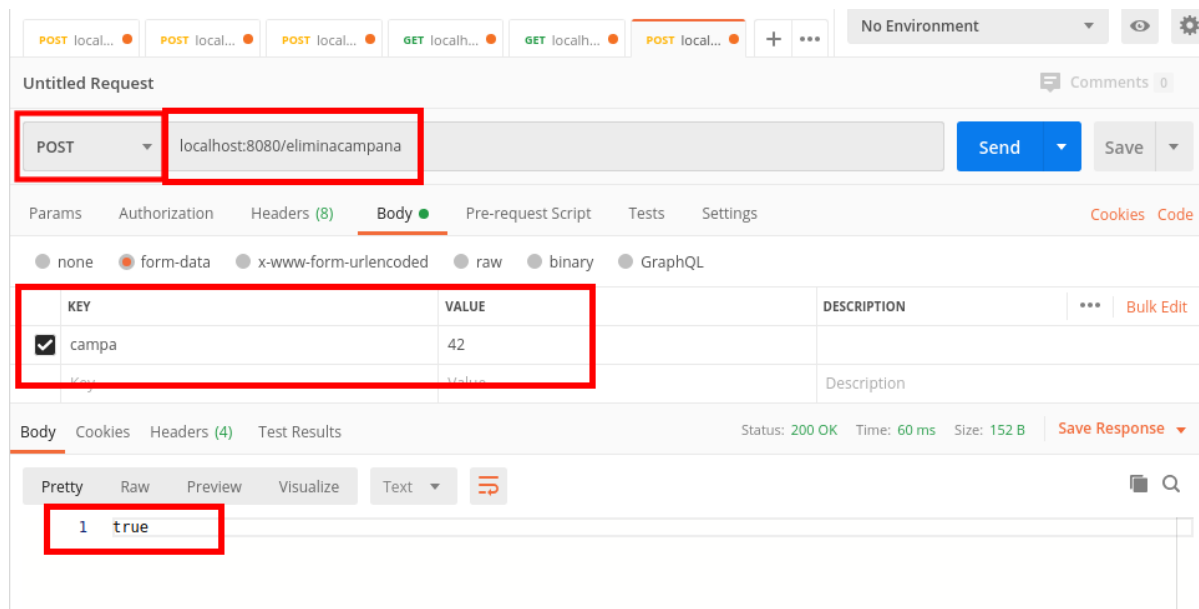 POST local... POST local... POST local... GET localh... GET localh... POST local... + ••• No Environment
Untitled Request Comments 0
POST localhost:8080/eliminacampana Send Save
Params Authorization Headers (8) Body Pre-request Script Tests Settings Cookies Code
none form-data x-www-form-urlencoded raw binary GraphQL
KEY VALUE DESCRIPTION ••• Bulk Edit
campa 42
Key Value Description
Body Cookies Headers (4) Test Results Status: 200 OK Time: 60 ms Size: 152 B Save Response
Pretty Raw Preview Visualize Text
1 true